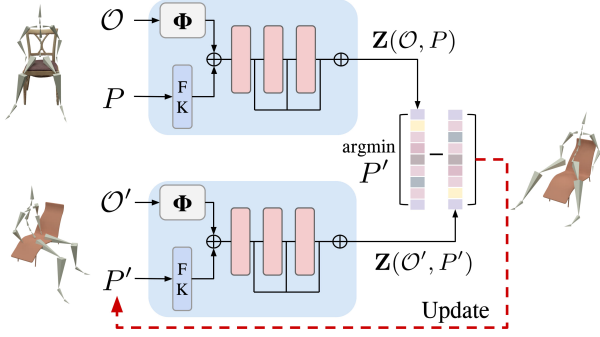 𝒪
Φ
P
F
K
Z(𝒪, P)
argmin
P′
−
𝒪′
Φ
P′
F
K
Z(𝒪′, P′)
Update